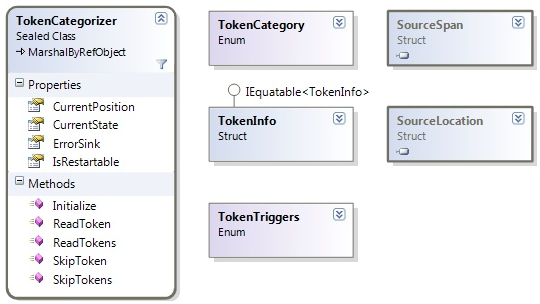 TokenCategorizer
Sealed Class
MarshalByRefObject
Properties
CurrentPosition
CurrentState
ErrorSink
IsRestartable
Methods
Initialize
ReadToken
ReadTokens
SkipToken
SkipTokens
TokenCategory
Enum
IEquatable<TokenInfo>
TokenInfo
Struct
TokenTriggers
Enum
SourceSpan
Struct
SourceLocation
Struct